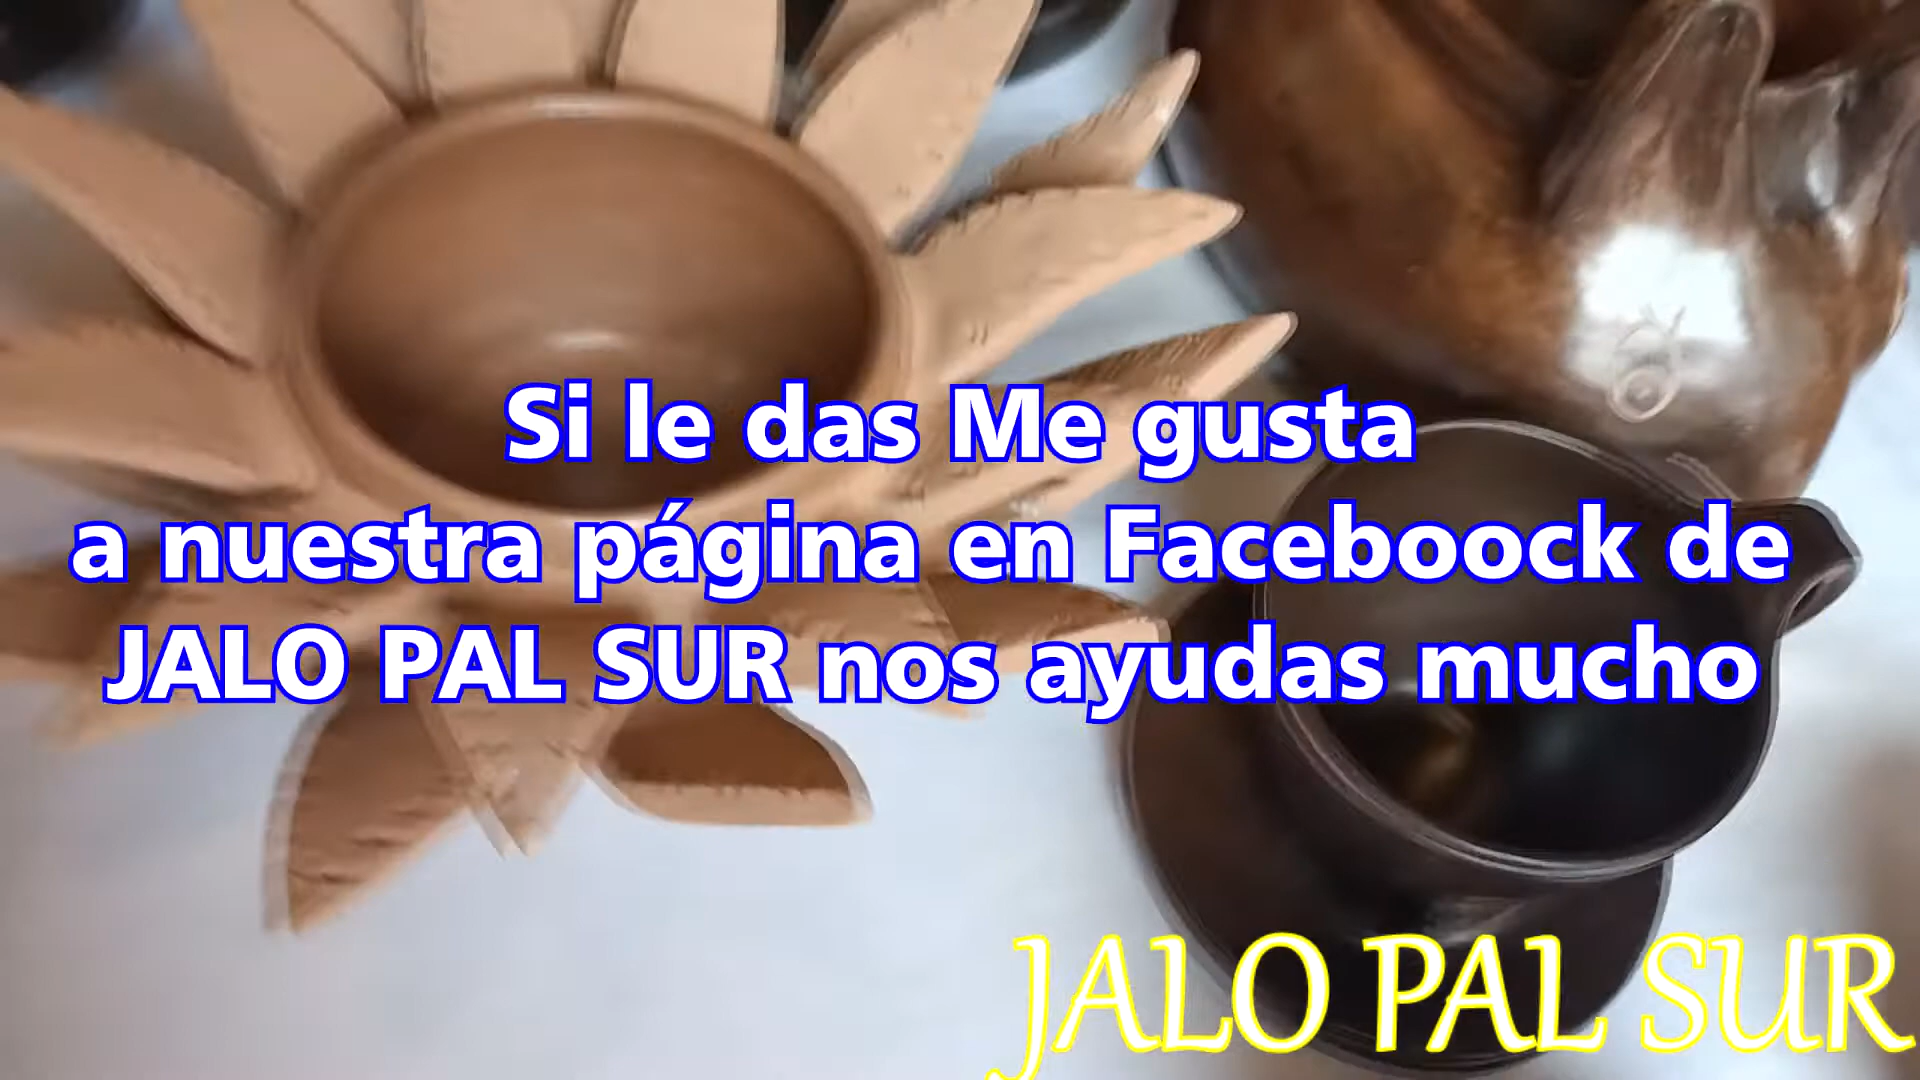 Si le das Me gusta
a nuestra página en Faceboock de
JALO PAL SUR nos ayudas mucho
JALO PAL SUR